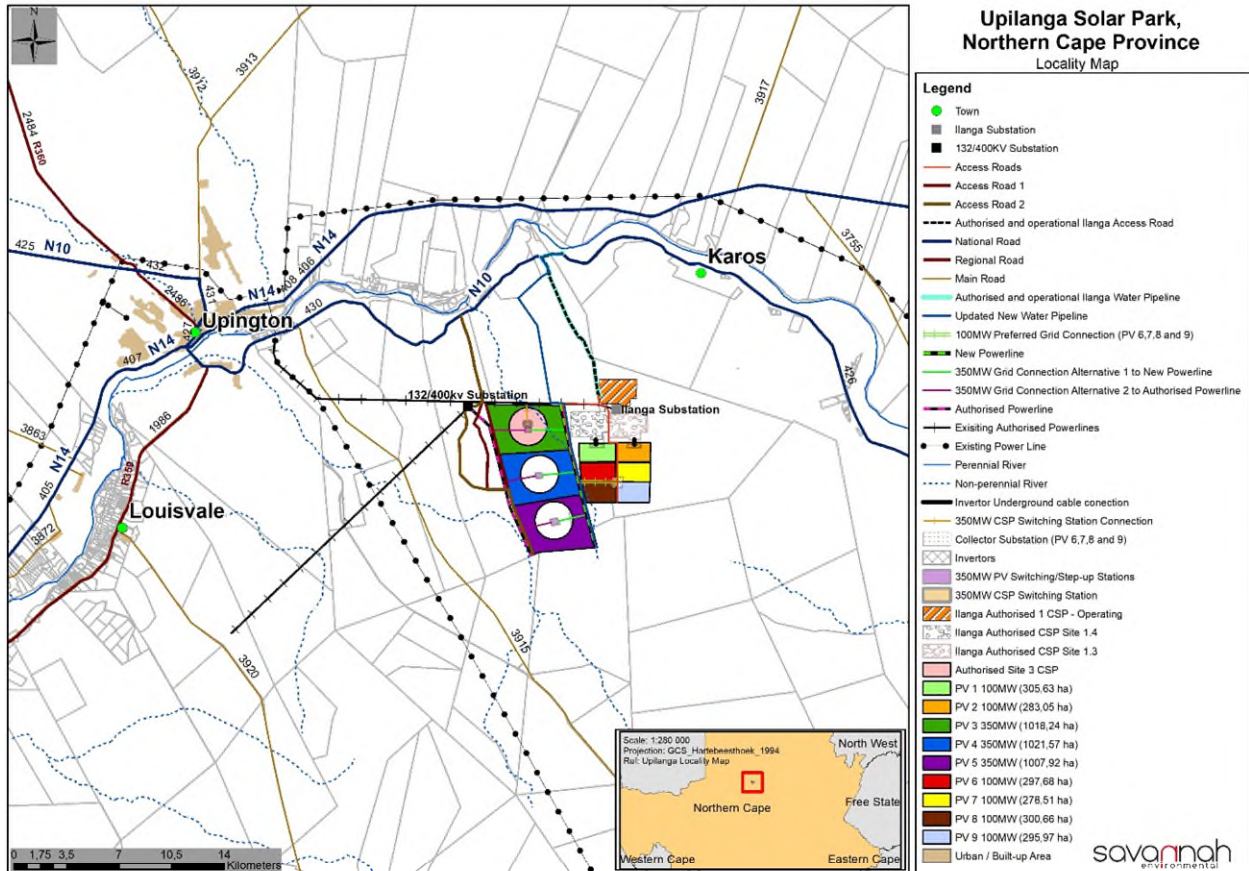 Upilanga Solar Park,
Northern Cape Province
Locality Map
Legend
Town
Ilanga Substation
132/400KV Substation
Access Roads
Access Road 1
Access Road 2
Authorised and operational Ilanga Access Road
National Road
Regional Road
Main Road
Authorised and operational Ilanga Water Pipeline
Updated New Water Pipeline
100MW Preferred Grid Connection (PV 6,7,8 and 9)
New Powerline
350MW Grid Connection Alternative 1 to New Powerline
350MW Grid Connection Alternative 2 to Authorised Powerline
Authorised Powerline
Exisiting Authorised Powerlines
Existing Power Line
Perennial River
Non-perennial River
Invertor Underground cable conection
350MW CSP Switching Station Connection
Collector Substation (PV 6,7,8 and 9)
Invertors
350MW PV Switching/Step-up Stations
350MW CSP Switching Station
Ilanga Authorised 1 CSP - Operating
Ilanga Authorised CSP Site 1.4
Ilanga Authorised CSP Site 1.3
Authorised Site 3 CSP
PV 1 100MW (305,63 ha)
PV 2 100MW (283,05 ha)
PV 3 350MW (1018,24 ha)
PV 4 350MW (1021,57 ha)
PV 5 350MW (1007,92 ha)
PV 6 100MW (297,68 ha)
PV 7 100MW (278,51 ha)
PV 8 100MW (300,66 ha)
PV 9 100MW (295,97 ha)
Urban / Built-up Area
savannah
environmental
N
3912
3913
3917
2484
R360
425
N10
432
431
2486
N14
408
406
N14
430
N10
3755
Karos
Upington
427
N14
407
426
132/400kv Substation
Ilanga Substation
1986
3863
N14
405
R359
Louisvale
3872
3920
3915
Scale: 1:280 000
Projection: GCS_Hartebeesthoek_1994
Ruf: Upilanga Locality Map
North West
Northern Cape
Free State
Western Cape
Eastern Cape
0 1,75 3,5 7 10,5 14
Kilometers